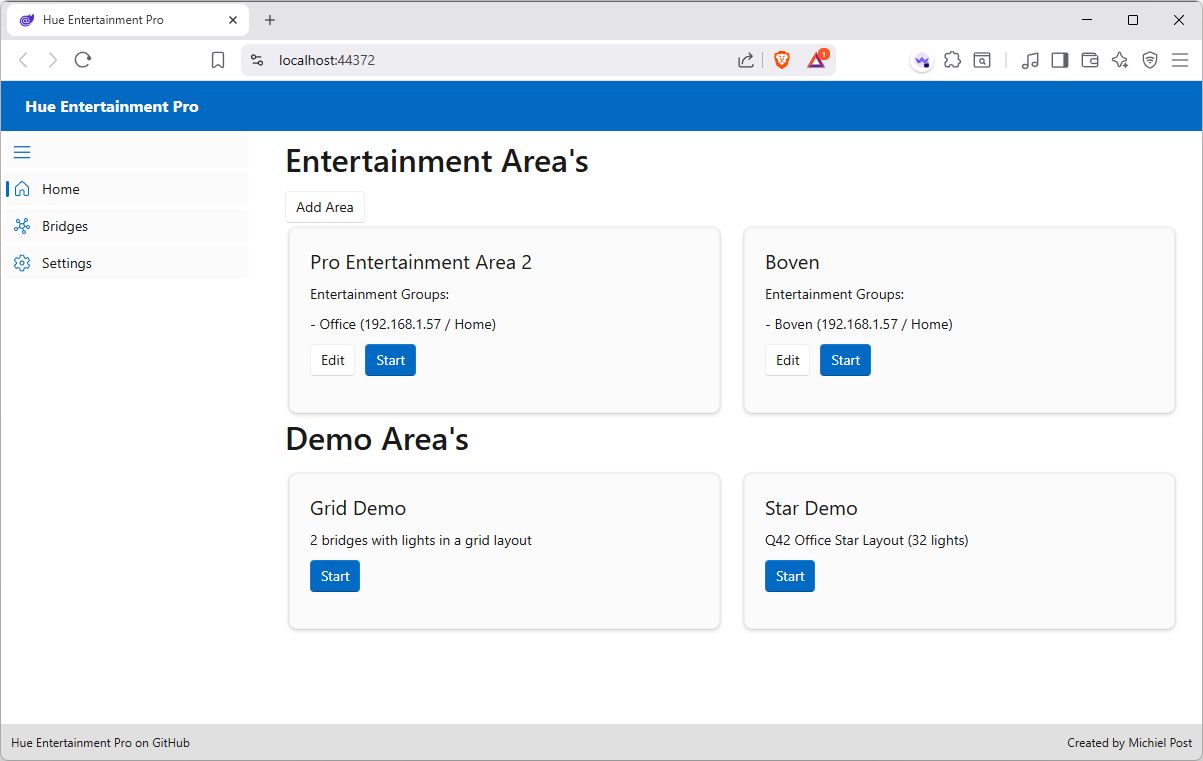 Hue Entertainment Pro
localhost:44372
1
Hue Entertainment Pro
Home
Bridges
Settings
Entertainment Area's
Add Area
Pro Entertainment Area 2
Entertainment Groups:
- Office (192.168.1.57 / Home)
Edit
Start
Boven
Entertainment Groups:
- Boven (192.168.1.57 / Home)
Edit
Start
Demo Area's
Grid Demo
2 bridges with lights in a grid layout
Start
Star Demo
Q42 Office Star Layout (32 lights)
Start
Hue Entertainment Pro on GitHub
Created by Michiel Post